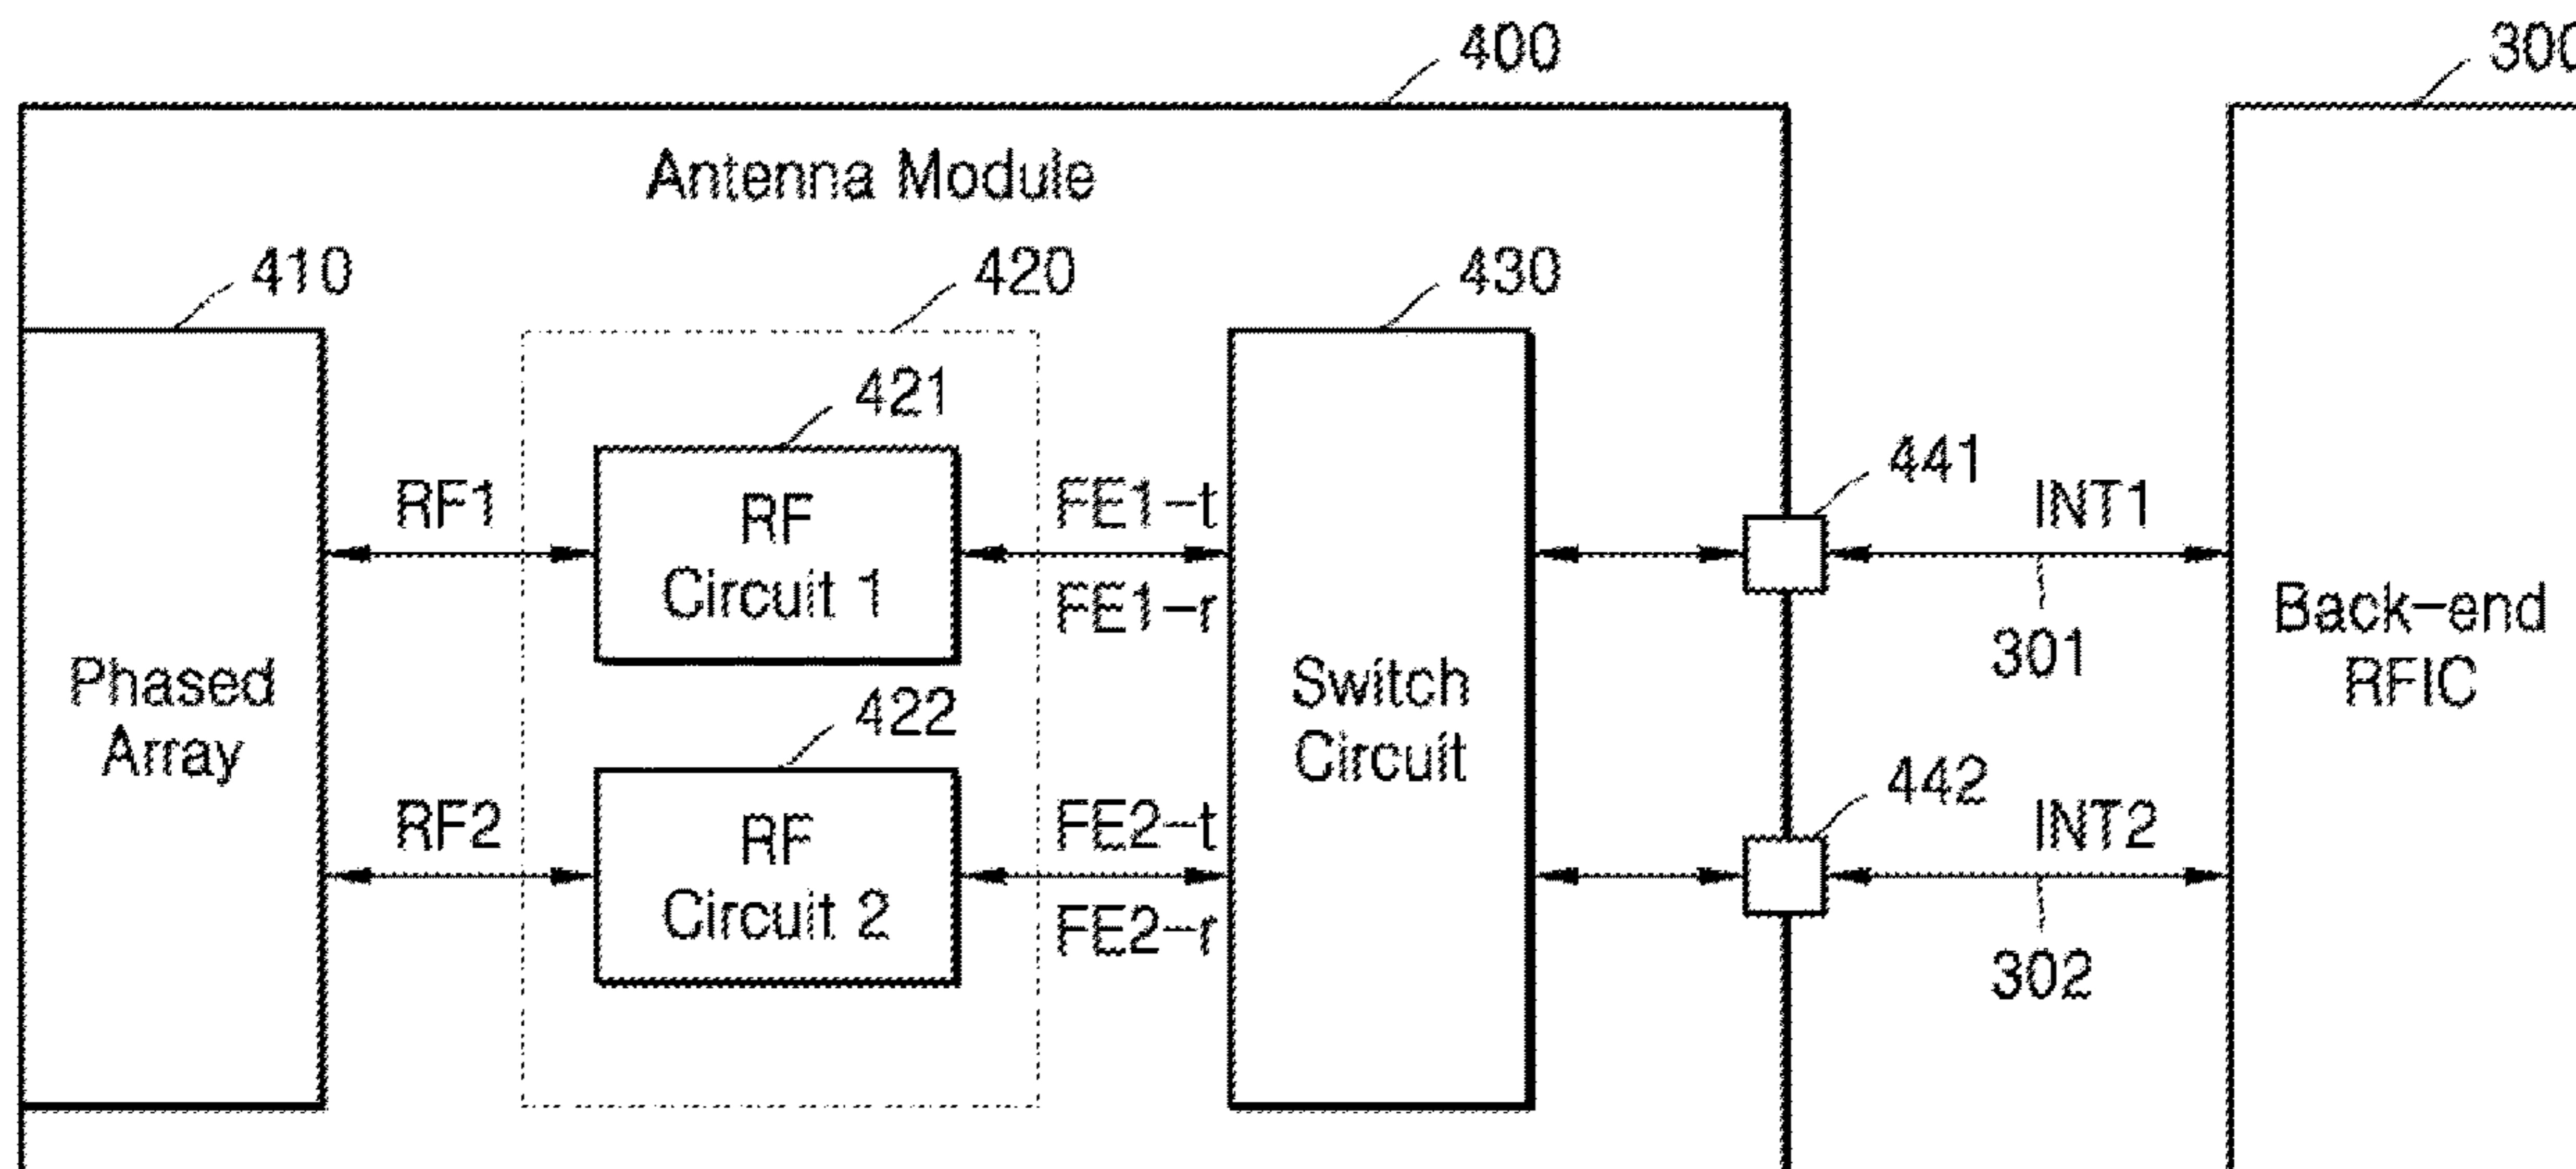 400
300
Antenna Module
410
420
430
421
441
RF1
RF
Circuit 1
FE1-t
FE1-r
INT1
301
Phased
Array
Switch
Circuit
Back-end
RFIC
422
442
RF2
RF
Circuit 2
FE2-t
FE2-r
INT2
302